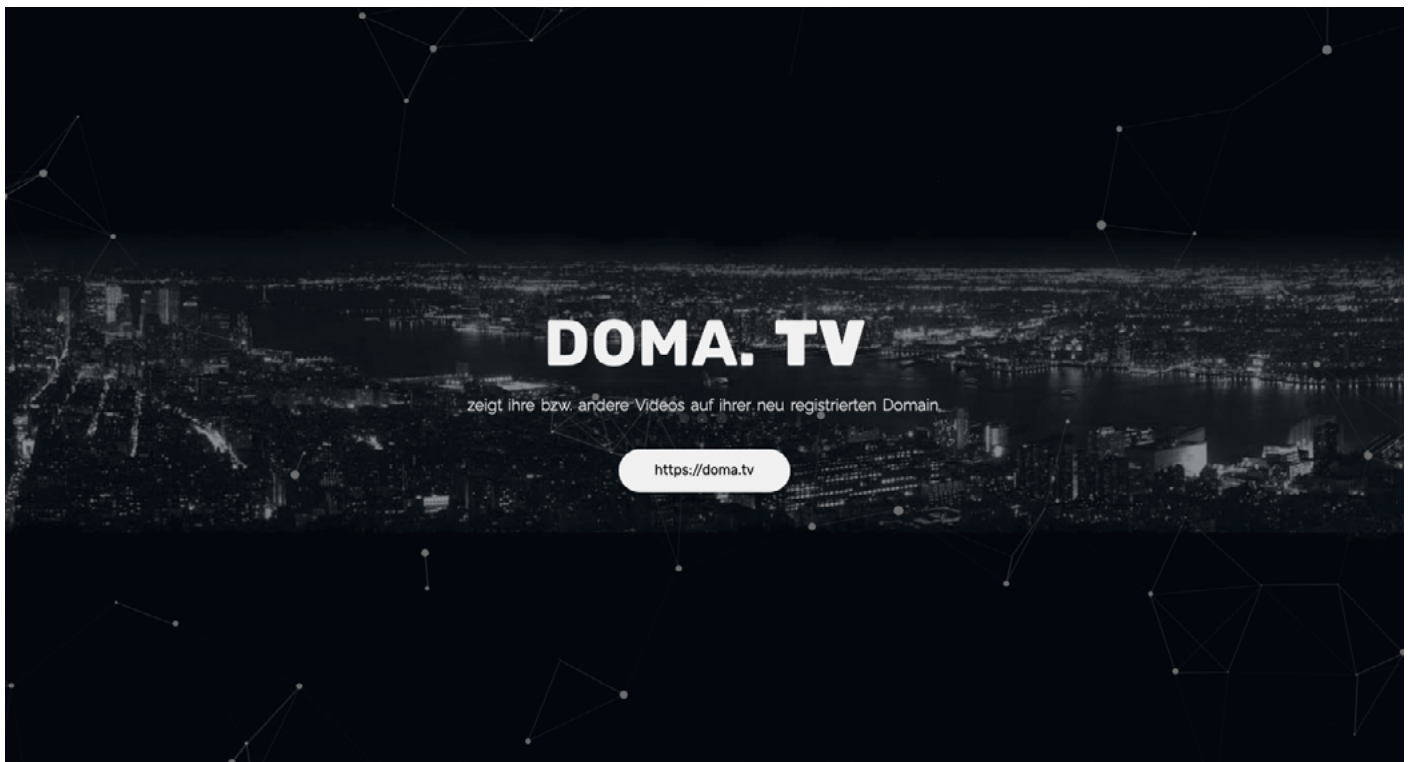 DOMA. TV
zeigt ihre bzw. andere Videos auf ihrer neu registrierten Domain.
https://doma.tv